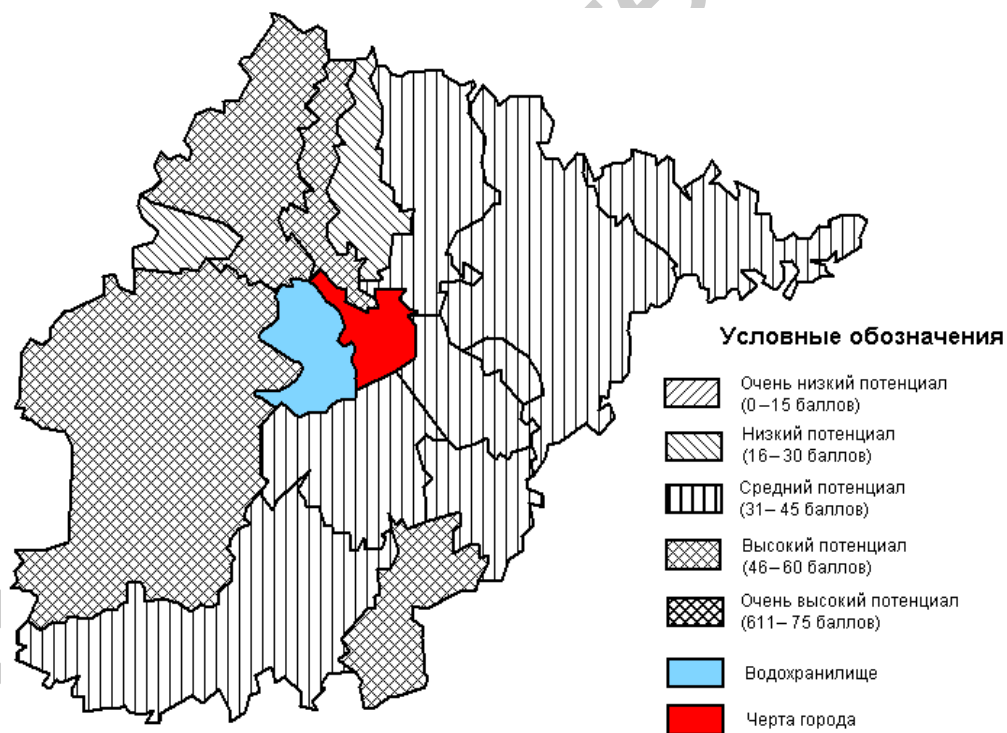 Условные обозначения
Очень низкий потенциал
(0–15 баллов)
Низкий потенциал
(16–30 баллов)
Средний потенциал
(31–45 баллов)
Высокий потенциал
(46–60 баллов)
Очень высокий потенциал
(611–75 баллов)
Водохранилище
Черта города